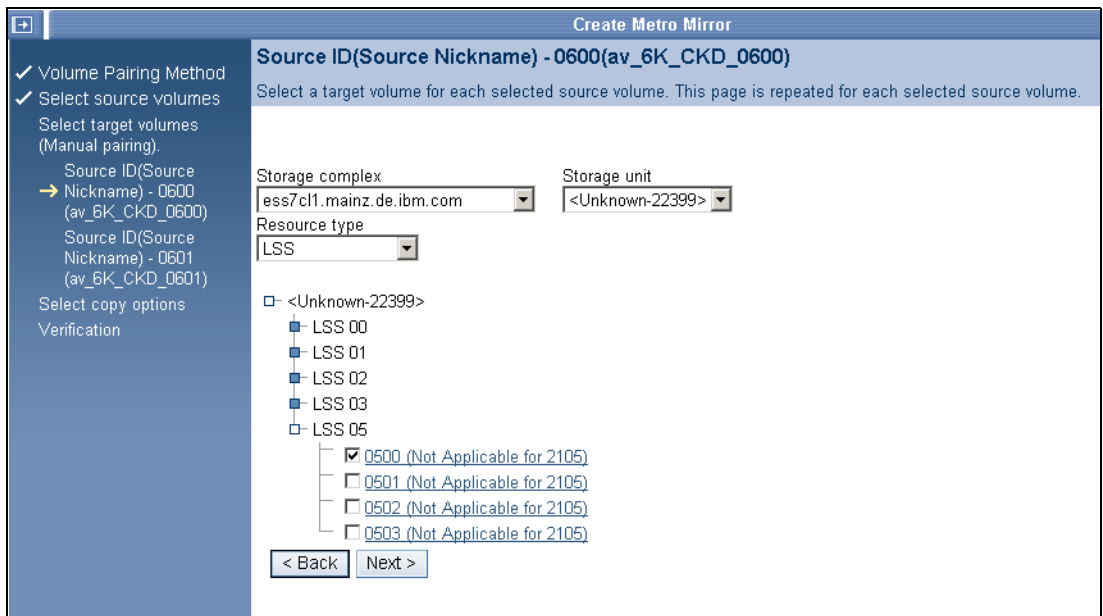 Create Metro Mirror
Volume Pairing Method
Select source volumes
Select target volumes
(Manual pairing).
Source ID(Source
Nickname) - 0600
(av_6K_CKD_0600)
Source ID(Source
Nickname) - 0601
(av_6K_CKD_0601)
Select copy options
Verification
Source ID(Source Nickname) - 0600(av_6K_CKD_0600)
Select a target volume for each selected source volume. This page is repeated for each selected source volume.
Storage complex
ess7cl1.mainz.de.ibm.com
Storage unit
<Unknown-22399>
Resource type
LSS
<Unknown-22399>
LSS 00
LSS 01
LSS 02
LSS 03
LSS 05
0500 (Not Applicable for 2105)
0501 (Not Applicable for 2105)
0502 (Not Applicable for 2105)
0503 (Not Applicable for 2105)
< Back
Next >